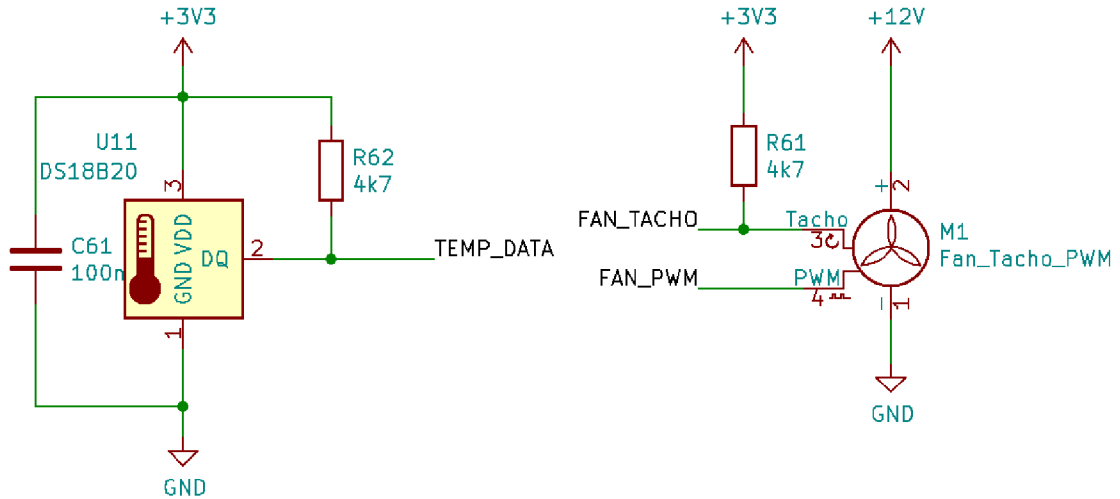 +3V3
U11
DS18B20
R62
4k7
3
C61
100n
GND VDD
DQ
2
TEMP_DATA
1
GND
+3V3
+12V
R61
4k7
+
2
FAN_TACHO
Tacho
3
M1
Fan_Tacho_PWM
FAN_PWM
PWM
4
-
1
GND